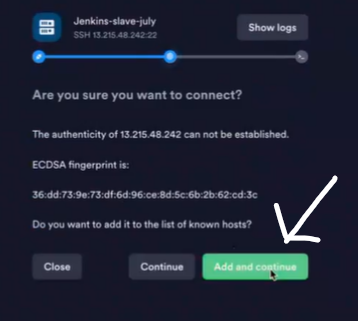 Jenkins-slave-july
Show logs
SSH 13.215.48.242:22
Are you sure you want to connect?
The authenticity of 13.215.48.242 can not be established.
ECDSA fingerprint is:
36:dd:73:9e:73:df:6d:96:ce:8d:5c:6b:2b:62:cd:3c
Do you want to add it to the list of known hosts?
Close
Continue
Add and continue